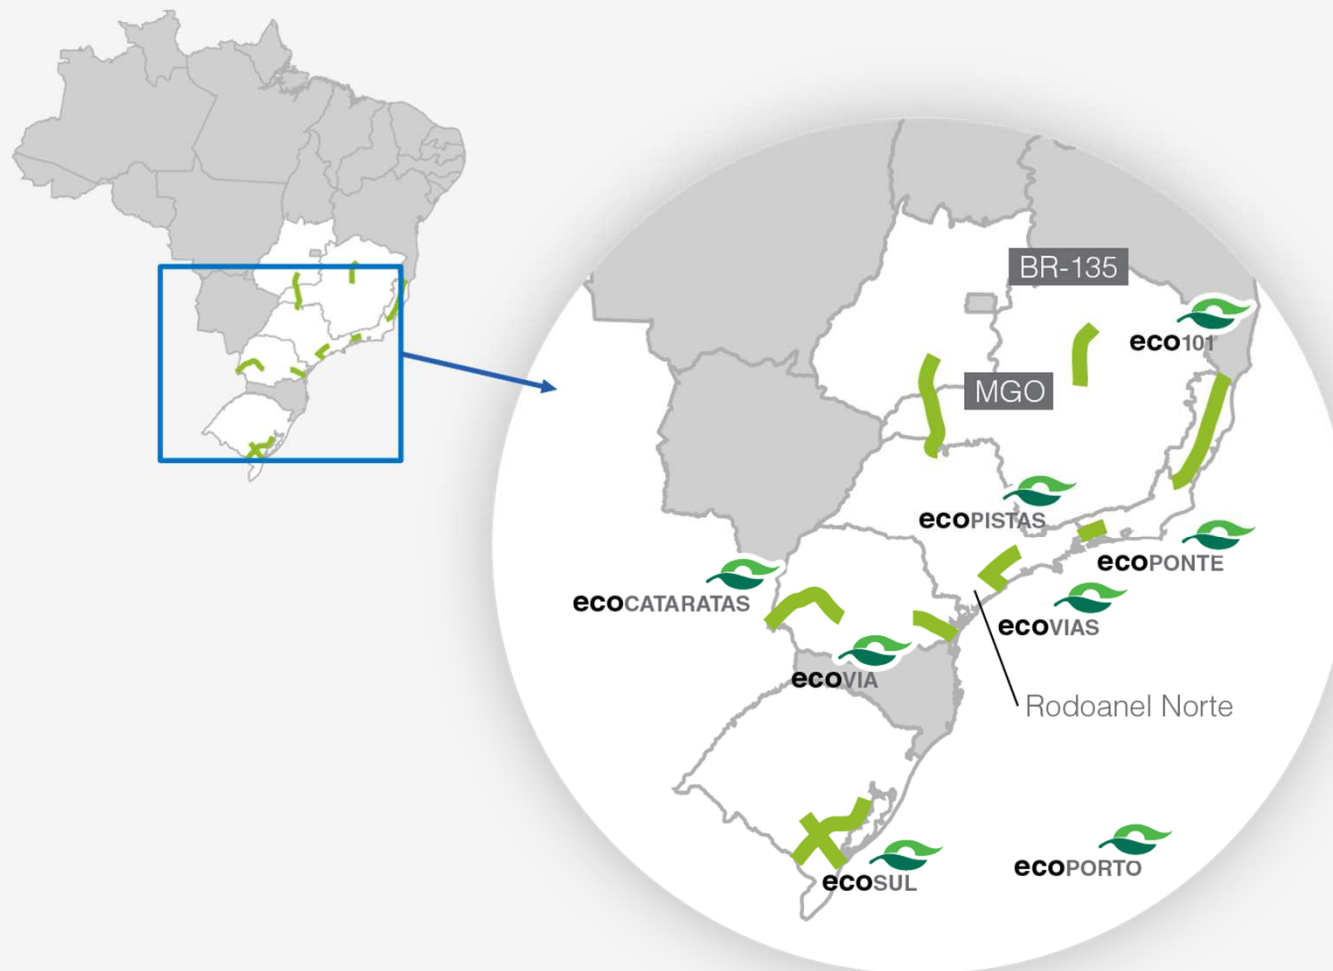 BR-135
eco101
MGO
ecoPISTAS
ecoPONTE
ecoCATARATAS
ecoVIAS
ecoVIA
Rodoanel Norte
ecoPORTO
ecoSUL